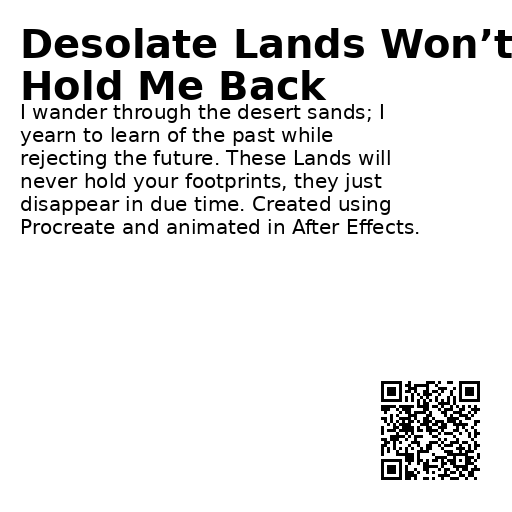 Desolate Lands Won’t
Hold Me Back
I wander through the desert sands; I
yearn to learn of the past while
rejecting the future. These Lands will
never hold your footprints, they just
disappear in due time. Created using
Procreate and animated in After Effects.